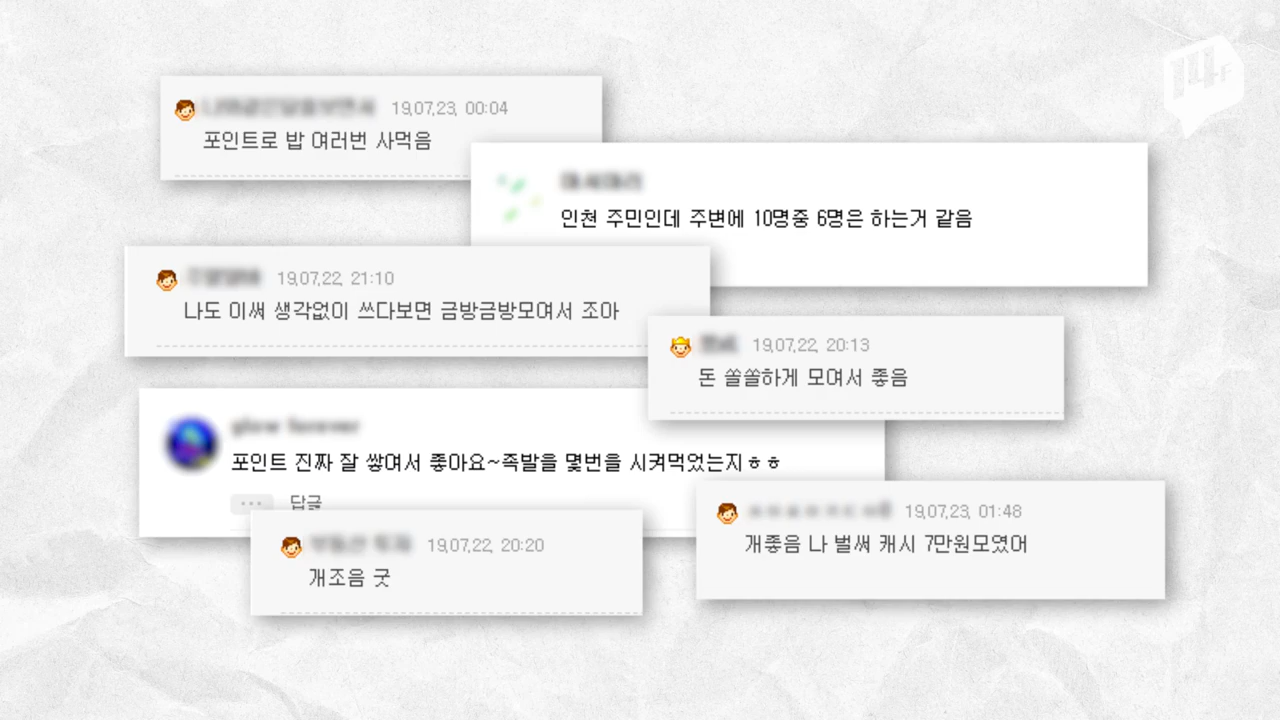 19,07,23, 00:04
포인트로 밥 여러번 사먹음
인천 주민인데 주변에 10명중 6명은 하는거 같음
19,07,22, 21:10
나도 이써 생각없이 쓰다보면 금방금방모여서 조아
19,07,22, 20:13
돈 쏠쏠하게 모여서 좋음
glow forever
포인트 진짜 잘 쌓여서 좋아요~족발을 몇번을 시켜먹었는지ㅎㅎ
답글
19,07,22, 20:20
개조음 굿
19,07,23, 01:48
개좋음 나 벌써 캐시 7만원모였어